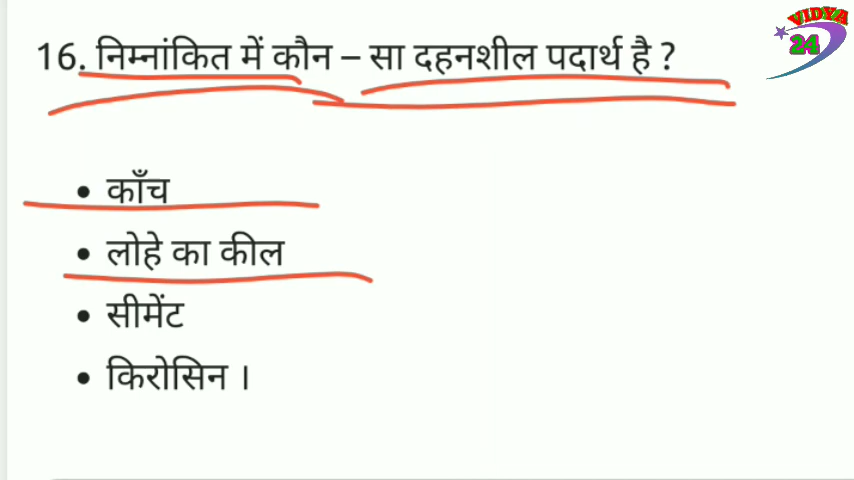 VIDYA
24
16. निम्नांकित में कौन – सा दहनशील पदार्थ है ?
• काँच
• लोहे का कील
• सीमेंट
• किरोसिन ।